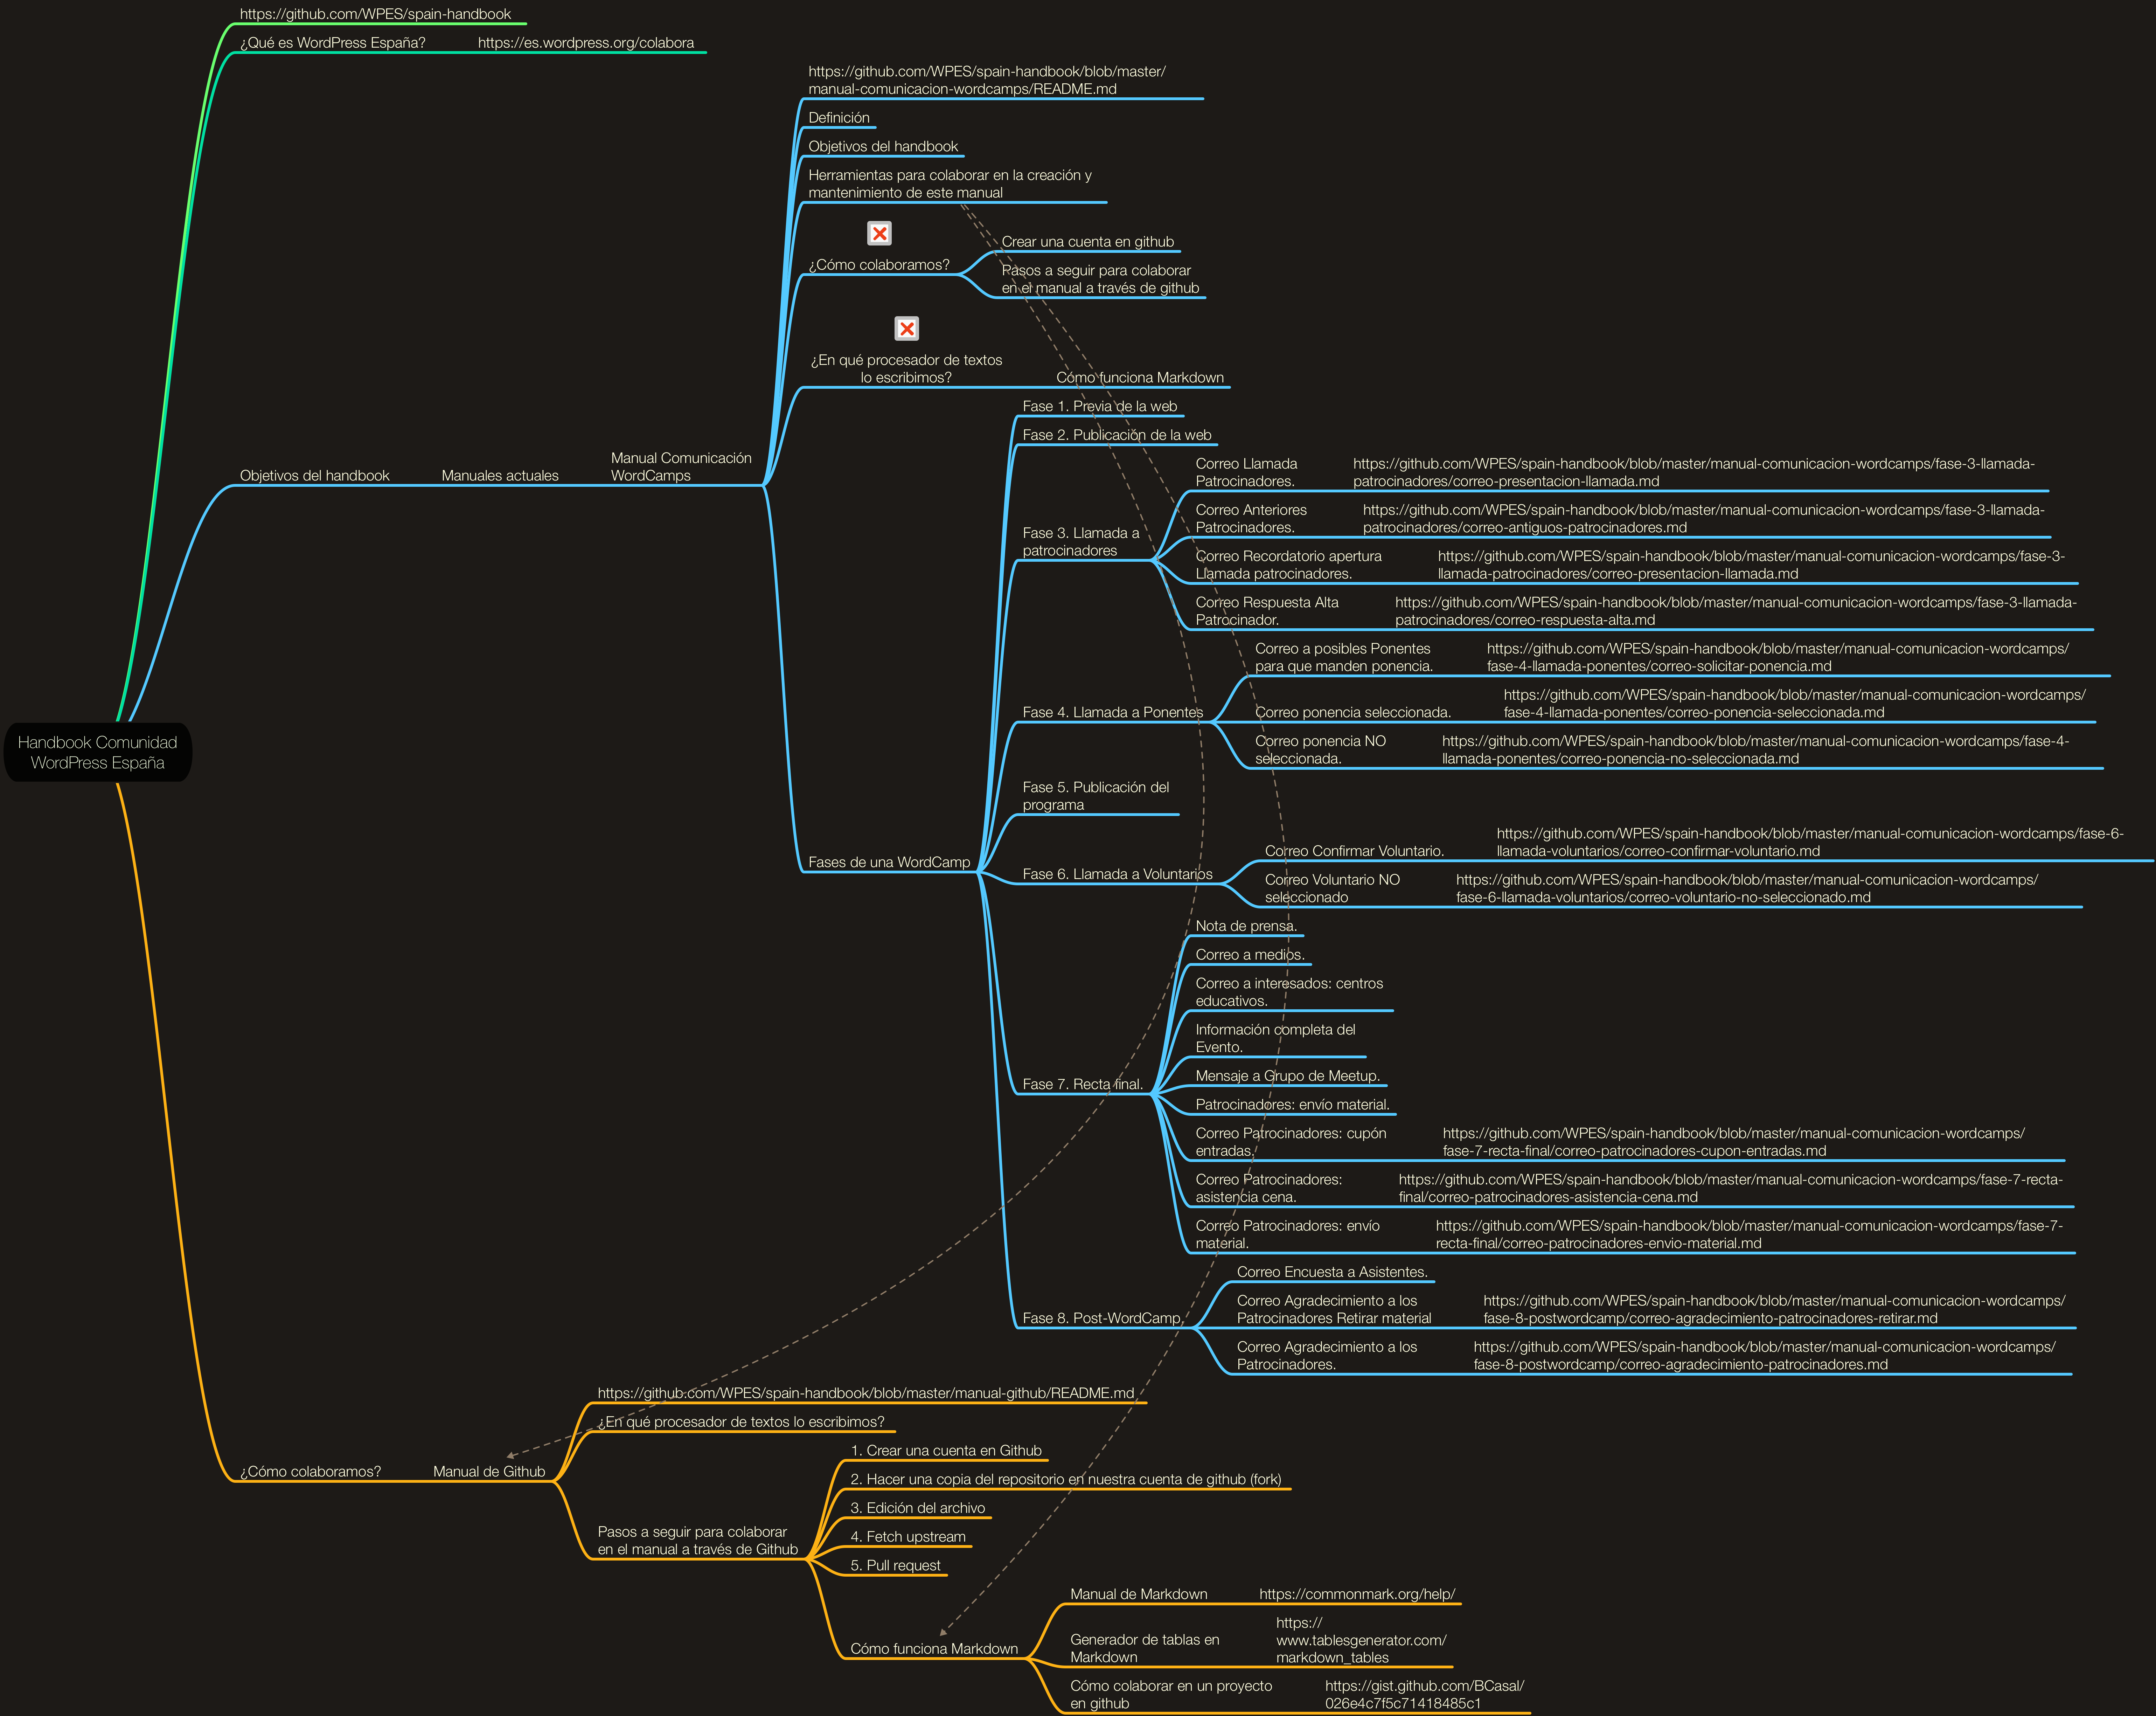 https://github.com/WPES/spain-handbook
¿Qué es WordPress España?
https://es.wordpress.org/colabora
https://github.com/WPES/spain-handbook/blob/master/
manual-comunicacion-wordcamps/README.md
Definición
Objetivos del handbook
Herramientas para colaborar en la creación y
mantenimiento de este manual
¿Cómo colaboramos?
Crear una cuenta en github
Pasos a seguir para colaborar
en el manual a través de github
¿En qué procesador de textos
lo escribimos?
Cómo funciona Markdown
Objetivos del handbook
Manuales actuales
Manual Comunicación
WordCamps
Fases de una WordCamp
Fase 1. Previa de la web
Fase 2. Publicación de la web
Fase 3. Llamada a
patrocinadores
Correo Llamada
Patrocinadores.
https://github.com/WPES/spain-handbook/blob/master/manual-comunicacion-wordcamps/fase-3-llamada-
patrocinadores/correo-presentacion-llamada.md
Correo Anteriores
Patrocinadores.
https://github.com/WPES/spain-handbook/blob/master/manual-comunicacion-wordcamps/fase-3-llamada-
patrocinadores/correo-antiguos-patrocinadores.md
Correo Recordatorio apertura
Llamada patrocinadores.
https://github.com/WPES/spain-handbook/blob/master/manual-comunicacion-wordcamps/fase-3-
llamada-patrocinadores/correo-presentacion-llamada.md
Correo Respuesta Alta
Patrocinador.
https://github.com/WPES/spain-handbook/blob/master/manual-comunicacion-wordcamps/fase-3-llamada-
patrocinadores/correo-respuesta-alta.md
Fase 4. Llamada a Ponentes
Correo a posibles Ponentes
para que manden ponencia.
https://github.com/WPES/spain-handbook/blob/master/manual-comunicacion-wordcamps/
fase-4-llamada-ponentes/correo-solicitar-ponencia.md
Correo ponencia seleccionada.
https://github.com/WPES/spain-handbook/blob/master/manual-comunicacion-wordcamps/
fase-4-llamada-ponentes/correo-ponencia-seleccionada.md
Correo ponencia NO
seleccionada.
https://github.com/WPES/spain-handbook/blob/master/manual-comunicacion-wordcamps/fase-4-
llamada-ponentes/correo-ponencia-no-seleccionada.md
Handbook Comunidad
WordPress España
Fase 5. Publicación del
programa
Fase 6. Llamada a Voluntarios
Correo Confirmar Voluntario.
https://github.com/WPES/spain-handbook/blob/master/manual-comunicacion-wordcamps/fase-6-
llamada-voluntarios/correo-confirmar-voluntario.md
Correo Voluntario NO
seleccionado
https://github.com/WPES/spain-handbook/blob/master/manual-comunicacion-wordcamps/
fase-6-llamada-voluntarios/correo-voluntario-no-seleccionado.md
Fase 7. Recta final.
Nota de prensa.
Correo a medios.
Correo a interesados: centros
educativos.
Información completa del
Evento.
Mensaje a Grupo de Meetup.
Patrocinadores: envío material.
Correo Patrocinadores: cupón
entradas.
https://github.com/WPES/spain-handbook/blob/master/manual-comunicacion-wordcamps/
fase-7-recta-final/correo-patrocinadores-cupon-entradas.md
Correo Patrocinadores:
asistencia cena.
https://github.com/WPES/spain-handbook/blob/master/manual-comunicacion-wordcamps/fase-7-recta-
final/correo-patrocinadores-asistencia-cena.md
Correo Patrocinadores: envío
material.
https://github.com/WPES/spain-handbook/blob/master/manual-comunicacion-wordcamps/fase-7-
recta-final/correo-patrocinadores-envio-material.md
Fase 8. Post-WordCamp
Correo Encuesta a Asistentes.
Correo Agradecimiento a los
Patrocinadores Retirar material
https://github.com/WPES/spain-handbook/blob/master/manual-comunicacion-wordcamps/
fase-8-postwordcamp/correo-agradecimiento-patrocinadores-retirar.md
Correo Agradecimiento a los
Patrocinadores.
https://github.com/WPES/spain-handbook/blob/master/manual-comunicacion-wordcamps/
fase-8-postwordcamp/correo-agradecimiento-patrocinadores.md
¿Cómo colaboramos?
Manual de Github
https://github.com/WPES/spain-handbook/blob/master/manual-github/README.md
¿En qué procesador de textos lo escribimos?
Pasos a seguir para colaborar
en el manual a través de Github
1. Crear una cuenta en Github
2. Hacer una copia del repositorio en nuestra cuenta de github (fork)
3. Edición del archivo
4. Fetch upstream
5. Pull request
Cómo funciona Markdown
Manual de Markdown
https://commonmark.org/help/
Generador de tablas en
Markdown
https://
www.tablesgenerator.com/
markdown_tables
Cómo colaborar en un proyecto
en github
https://gist.github.com/BCasal/
026e4c7f5c71418485c1